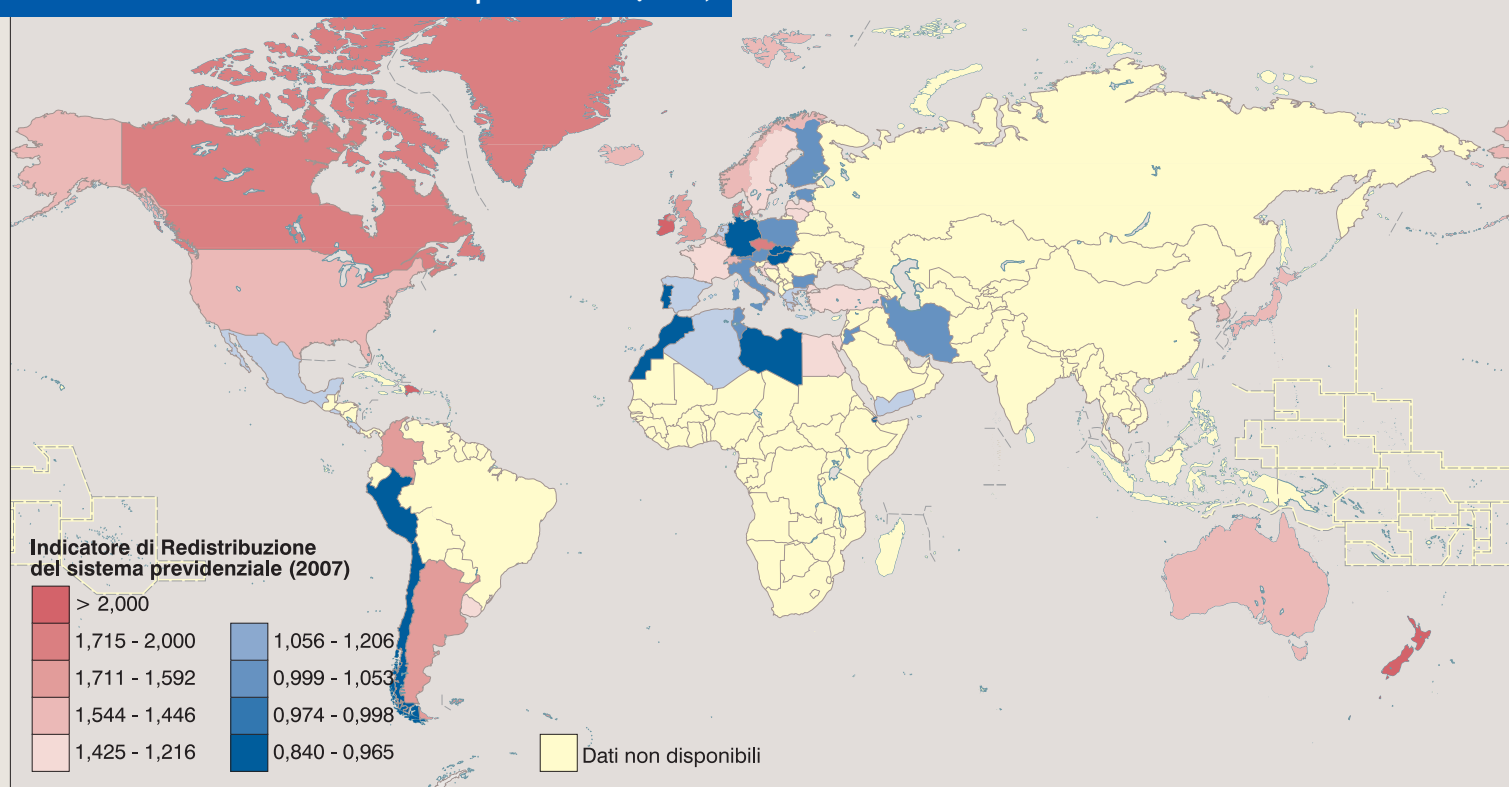 Indicatore di Redistribuzione
del sistema previdenziale (2007)
> 2,000
1,715 - 2,000
1,711 - 1,592
1,544 - 1,446
1,425 - 1,216
1,056 - 1,206
0,999 - 1,053
0,974 - 0,998
0,840 - 0,965
Dati non disponibili